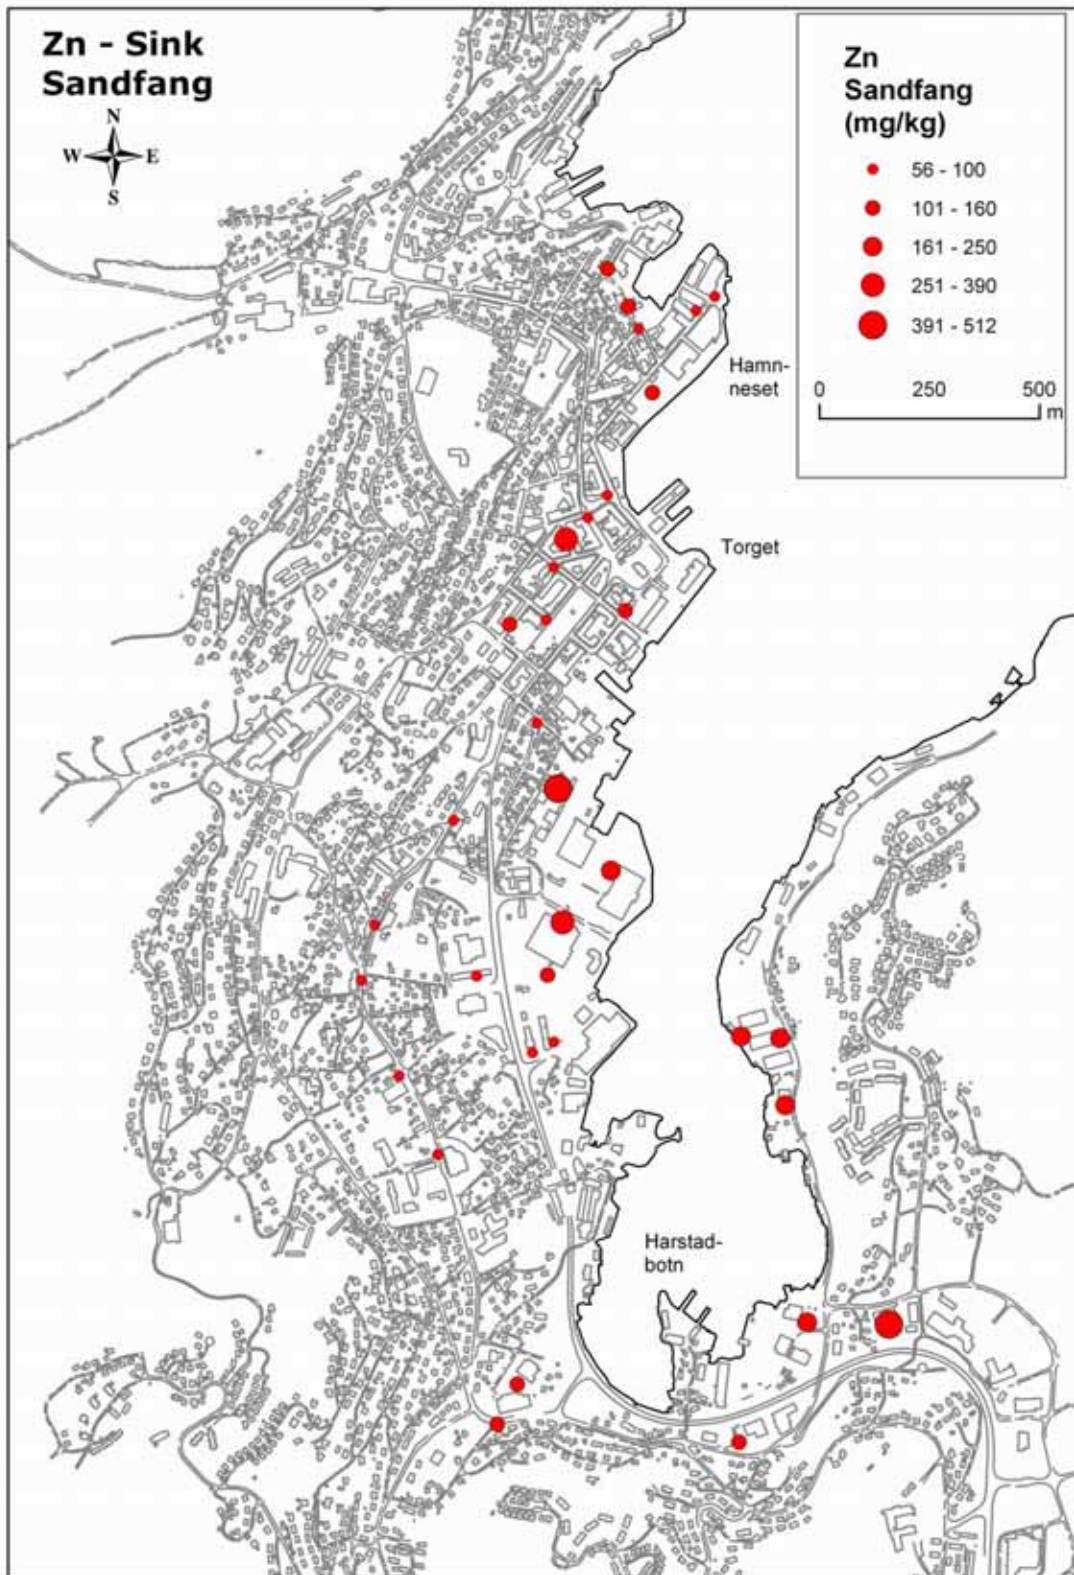 Zn - Sink
Sandfang
N
W E
S
Zn
Sandfang
(mg/kg)
56 - 100
101 - 160
161 - 250
251 - 390
391 - 512
0 250 500
m
Hamn-
neset
Torget
Harstad-
botn